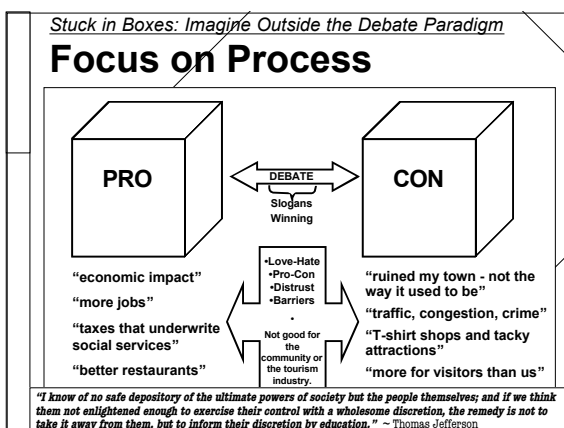 Stuck in Boxes: Imagine Outside the Debate Paradigm
Focus on Process
PRO
DEBATE
CON
Slogans
Winning
•Love-Hate
•Pro-Con
•Distrust
•Barriers
•
Not good for
the
community or
the tourism
industry.
“economic impact”
“more jobs”
“taxes that underwrite
social services”
“better restaurants”
“ruined my town - not the
way it used to be”
“traffic, congestion, crime”
“T-shirt shops and tacky
attractions”
“more for visitors than us”
“I know of no safe depository of the ultimate powers of society but the people themselves; and if we think
them not enlightened enough to exercise their control with a wholesome discretion, the remedy is not to
take it away from them, but to inform their discretion by education.” ~ Thomas Jefferson